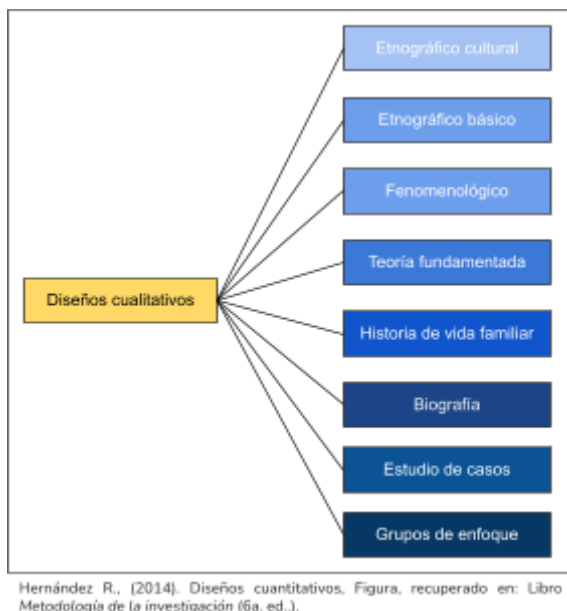 Etnográfico cultural
Etnográfico básico
Fenomenológico
Teoría fundamentada
Diseños cualitativos
Historia de vida familiar
Biografía
Estudio de casos
Grupos de enfoque
Hernández R., (2014). Diseños cuantitativos, Figura, recuperado en: Libro
Metodología de la investigación (6a. ed.,).